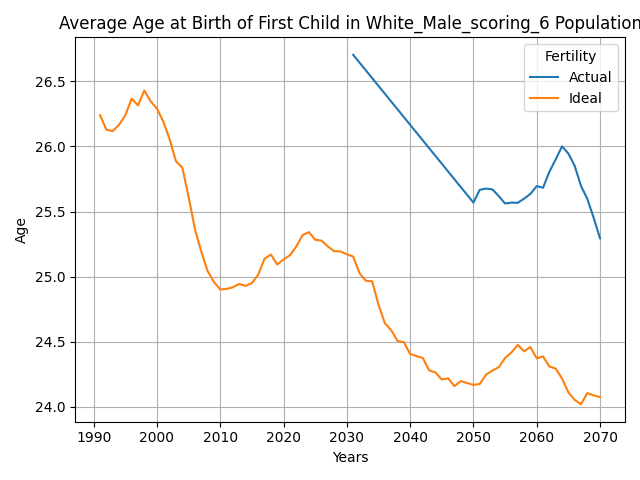 Average Age at Birth of First Child in White_Male_scoring_6 Population
Fertility
Actual
Ideal
26.5
26.0
25.5
25.0
24.5
24.0
Age
1990 2000 2010 2020 2030 2040 2050 2060 2070
Years